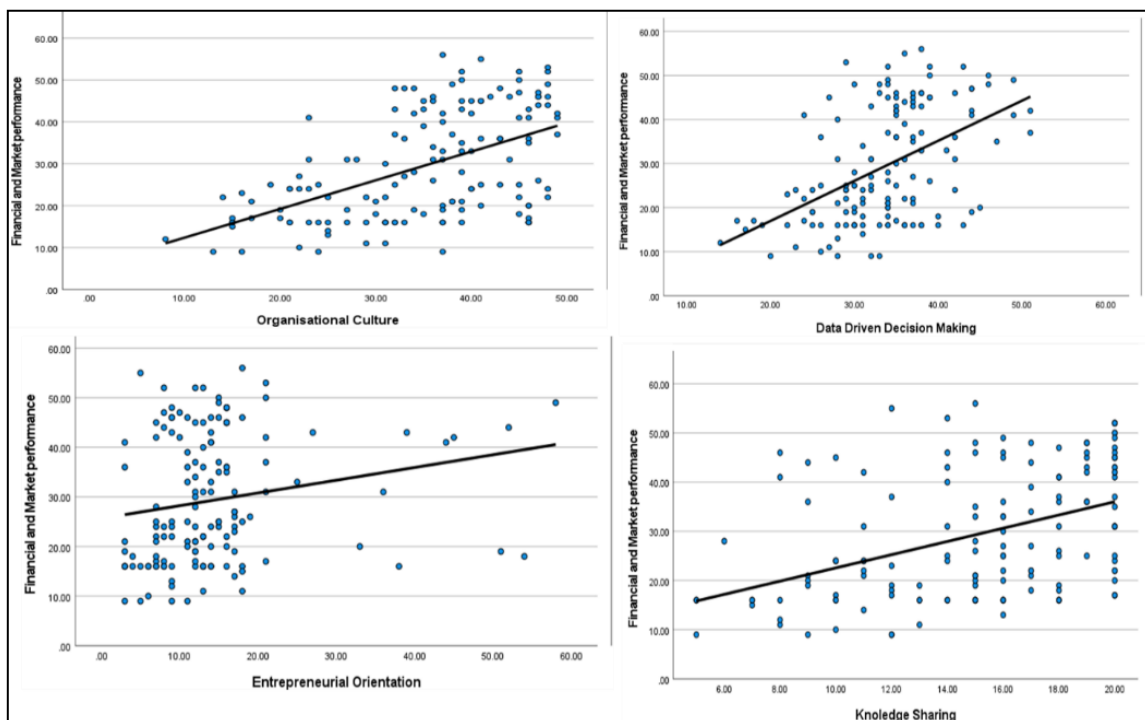 60.00
50.00
40.00
30.00
20.00
10.00
.00
Financial and Market performance
.00 10.00 20.00 30.00 40.00 50.00
Organisational Culture
60.00
50.00
40.00
30.00
20.00
10.00
.00
Financial and Market performance
10.00 20.00 30.00 40.00 50.00 60.00
Data Driven Decision Making
60.00
50.00
40.00
30.00
20.00
10.00
.00
Financial and Market performance
.00 10.00 20.00 30.00 40.00 50.00 60.00
Entrepreneurial Orientation
60.00
50.00
40.00
30.00
20.00
10.00
.00
Financial and Market performance
6.00 8.00 10.00 12.00 14.00 16.00 18.00 20.00
Knoledge Sharing